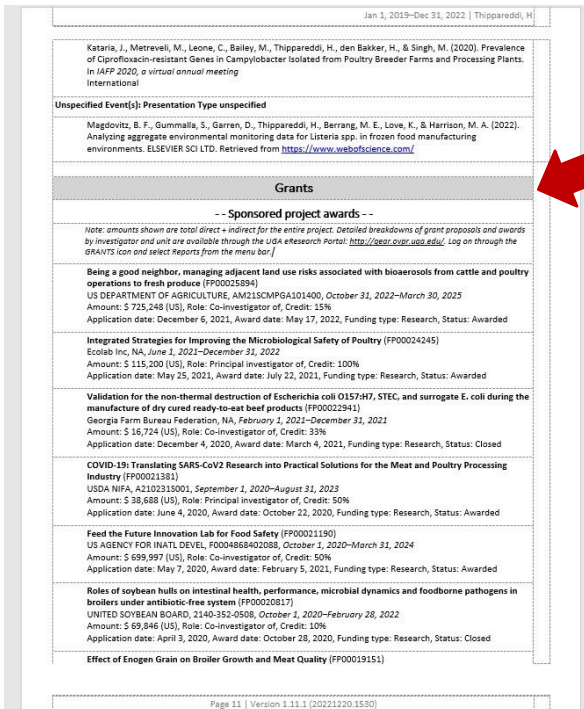 Jan 1, 2019–Dec 31, 2022 | Thippareddi, H
Kataria, J., Metreveli, M., Leone, C., Bailey, M., Thippareddi, H., den Bakker, H., & Singh, M. (2020). Prevalence
of Ciprofloxacin-resistant Genes in Campylobacter Isolated from Poultry Breeder Farms and Processing Plants.
In IAFP 2020, a virtual annual meeting
International
Unspecified Event(s): Presentation Type unspecified
Magdovitz, B. F., Gummalla, S., Garren, D., Thippareddi, H., Berrang, M. E., Love, K., & Harrison, M. A. (2022).
Analyzing aggregate environmental monitoring data for Listeria spp. in frozen food manufacturing
environments. ELSEVIER SCI LTD. Retrieved from https://www.webofscience.com/
Grants
- - Sponsored project awards - -
Note: amounts shown are total direct + indirect for the entire project. Detailed breakdowns of grant proposals and awards
by investigator and unit are available through the UGA eResearch Portal: http://gear.ovpr.uga.edu/. Log on through the
GRANTS icon and select Reports from the menu bar.]
Being a good neighbor, managing adjacent land use risks associated with bioaerosols from cattle and poultry
operations to fresh produce (FP00025894)
US DEPARTMENT OF AGRICULTURE, AM21SCMPGA101400, October 31, 2022–March 30, 2025
Amount: $ 725,248 (US), Role: Co-investigator of, Credit: 15%
Application date: December 6, 2021, Award date: May 17, 2022, Funding type: Research, Status: Awarded
Integrated Strategies for Improving the Microbiological Safety of Poultry (FP00024245)
Ecolab Inc, NA, June 1, 2021–December 31, 2022
Amount: $ 115,200 (US), Role: Principal investigator of, Credit: 100%
Application date: May 25, 2021, Award date: July 22, 2021, Funding type: Research, Status: Awarded
Validation for the non-thermal destruction of Escherichia coli O157:H7, STEC, and surrogate E. coli during the
manufacture of dry cured ready-to-eat beef products (FP00022941)
Georgia Farm Bureau Federation, NA, February 1, 2021–December 31, 2021
Amount: $ 16,724 (US), Role: Co-investigator of, Credit: 33%
Application date: December 4, 2020, Award date: March 4, 2021, Funding type: Research, Status: Closed
COVID-19: Translating SARS-CoV2 Research into Practical Solutions for the Meat and Poultry Processing
Industry (FP00021381)
USDA NIFA, A210231S001, September 1, 2020–August 31, 2023
Amount: $ 38,688 (US), Role: Principal investigator of, Credit: 50%
Application date: June 4, 2020, Award date: October 22, 2020, Funding type: Research, Status: Awarded
Feed the Future Innovation Lab for Food Safety (FP00021190)
US AGENCY FOR INATL DEVEL, F0004868402088, October 1, 2020–March 31, 2024
Amount: $ 699,997 (US), Role: Co-investigator of, Credit: 50%
Application date: May 7, 2020, Award date: February 5, 2021, Funding type: Research, Status: Awarded
Roles of soybean hulls on intestinal health, performance, microbial dynamics and foodborne pathogens in
broilers under antibiotic-free system (FP00020817)
UNITED SOYBEAN BOARD, 2140-352-0508, October 1, 2020–February 28, 2022
Amount: $ 69,846 (US), Role: Co-investigator of, Credit: 10%
Application date: April 3, 2020, Award date: October 28, 2020, Funding type: Research, Status: Closed
Effect of Enogen Grain on Broiler Growth and Meat Quality (FP00019151)
Page 11 | Version 1.11.1 (20221220.1530)